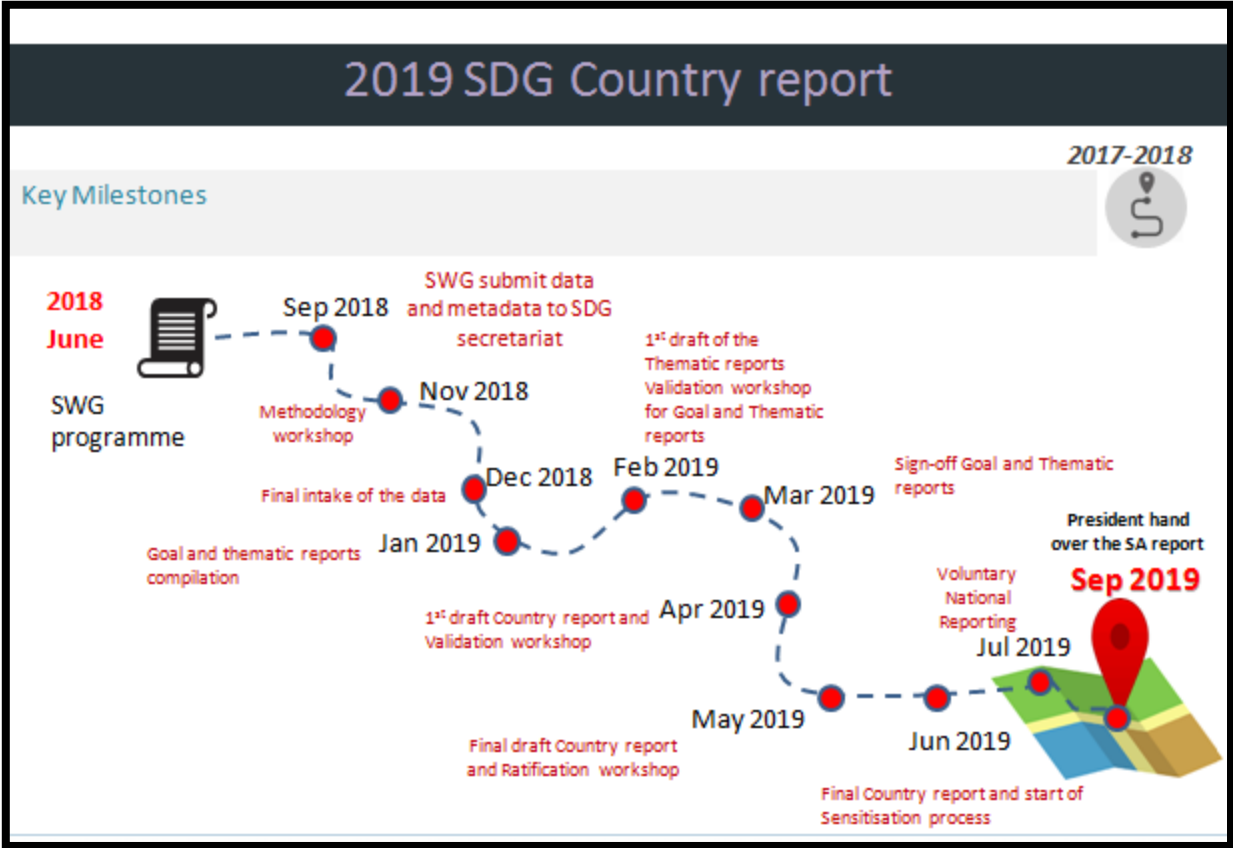 2019 SDG Country report
2017-2018
Key Milestones
2018
June
SWG
programme
Sep 2018
SWG submit data
and metadata to SDG
secretariat
Methodology
workshop
Nov 2018
Final intake of the data
Dec 2018
Goal and thematic reports
compilation
Jan 2019
1st draft of the
Thematic reports
Validation workshop
for Goal and Thematic
reports
Feb 2019
Mar 2019
Sign-off Goal and Thematic
reports
1st draft Country report and
Validation workshop
Apr 2019
May 2019
Final draft Country report
and Ratification workshop
Jun 2019
Final Country report and start of
Sensitisation process
Voluntary
National
Reporting
Jul 2019
President hand
over the SA report
Sep 2019